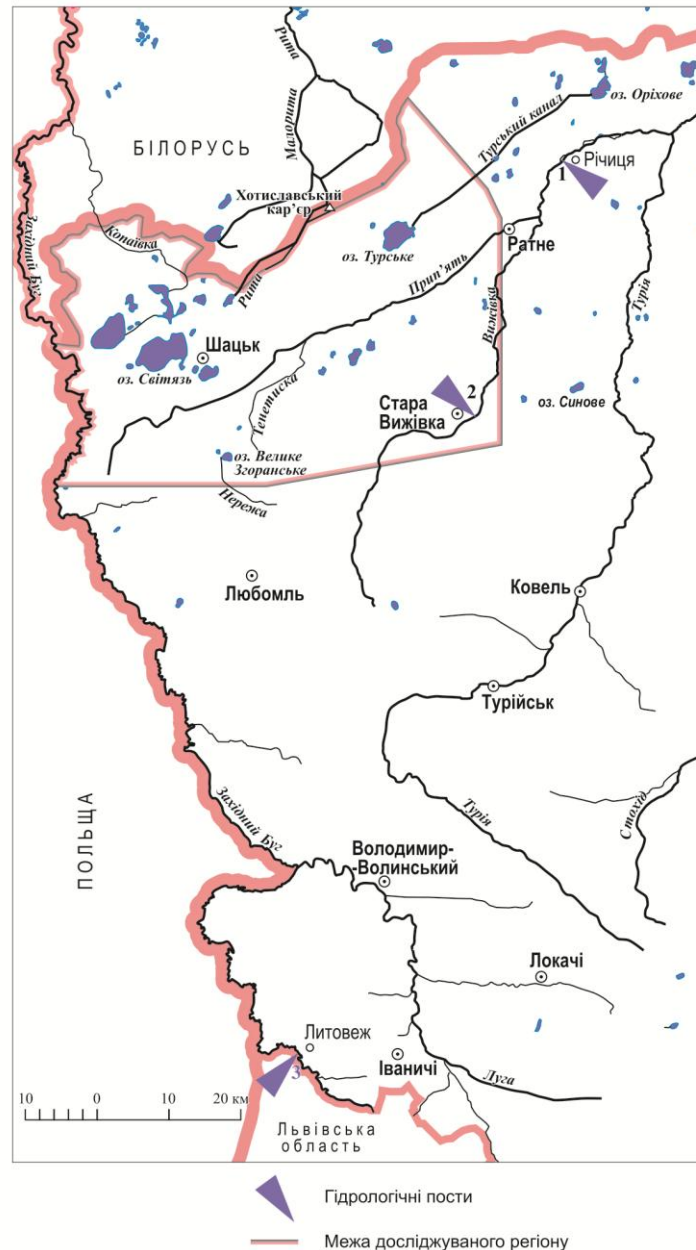 Рита
Малорита
БІЛОРУСЬ
оз. Оріхове
Турський канал
Річиця
1
Хотиславський
кар’єр
Західний Буг
Копаївка
оз. Турське
Ратне
Рита
Прип’ять
Вижівка
Турія
Шацьк
оз. Світязь
Тенетиска
2
Стара
Вижівка
оз. Синове
оз. Велике
Згоранське
Нережа
Любомль
Ковель
Турійськ
ПОЛЬЩА
Західний Буг
Турія
Стохід
Володимир-
Волинський
Локачі
Литовеж
3
Іваничі
Луга
10 0 10 20 км
Львівська
область
Гідрологічні пости
Межа досліджуваного регіону